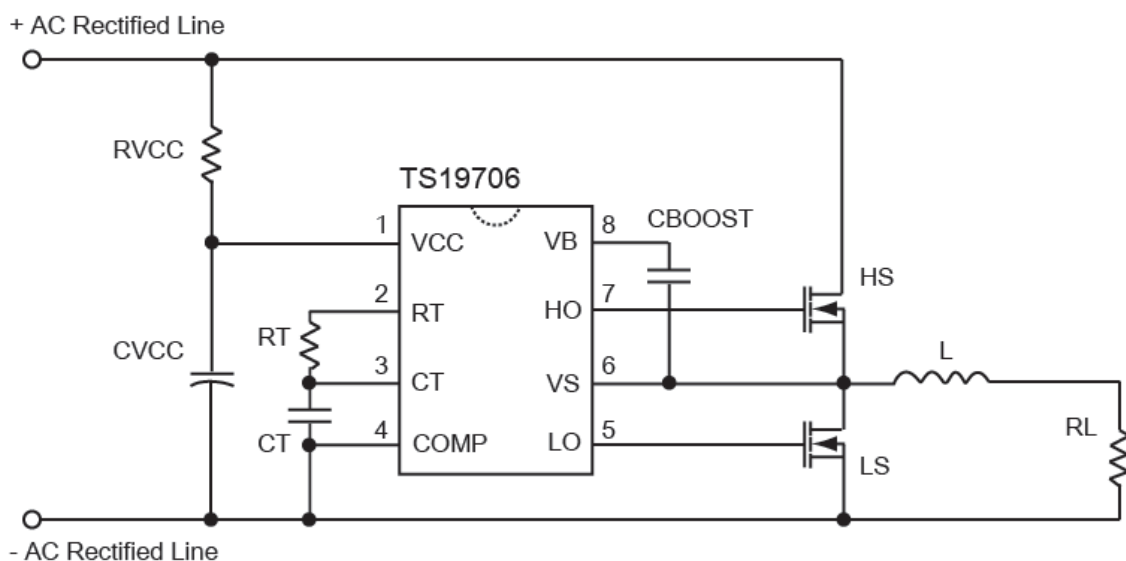 + AC Rectified Line
RVCC
TS19706
1
VCC
VB
8
CBOOST
2
RT
HO
7
HS
RT
CVCC
3
CT
VS
6
L
CT
4
COMP
LO
5
LS
RL
- AC Rectified Line